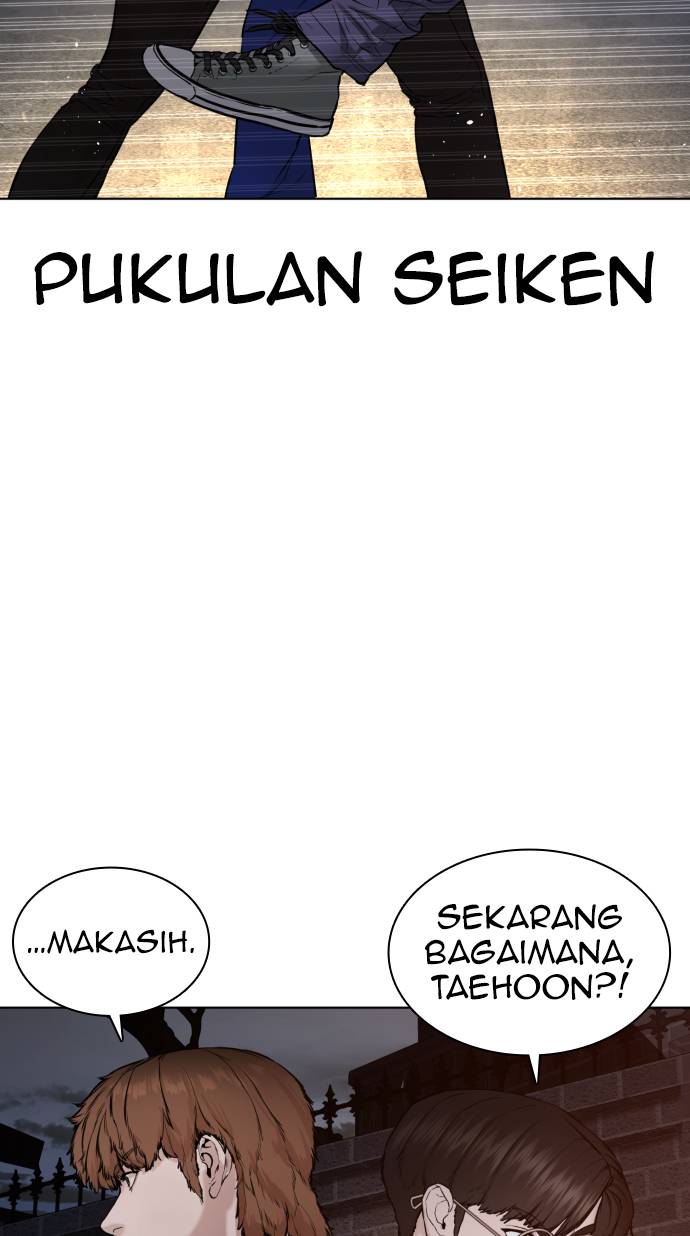 PUKULAN SEIKEN
...MAKASIH.
SEKARANG
BAGAIMANA,
TAEHOON?!